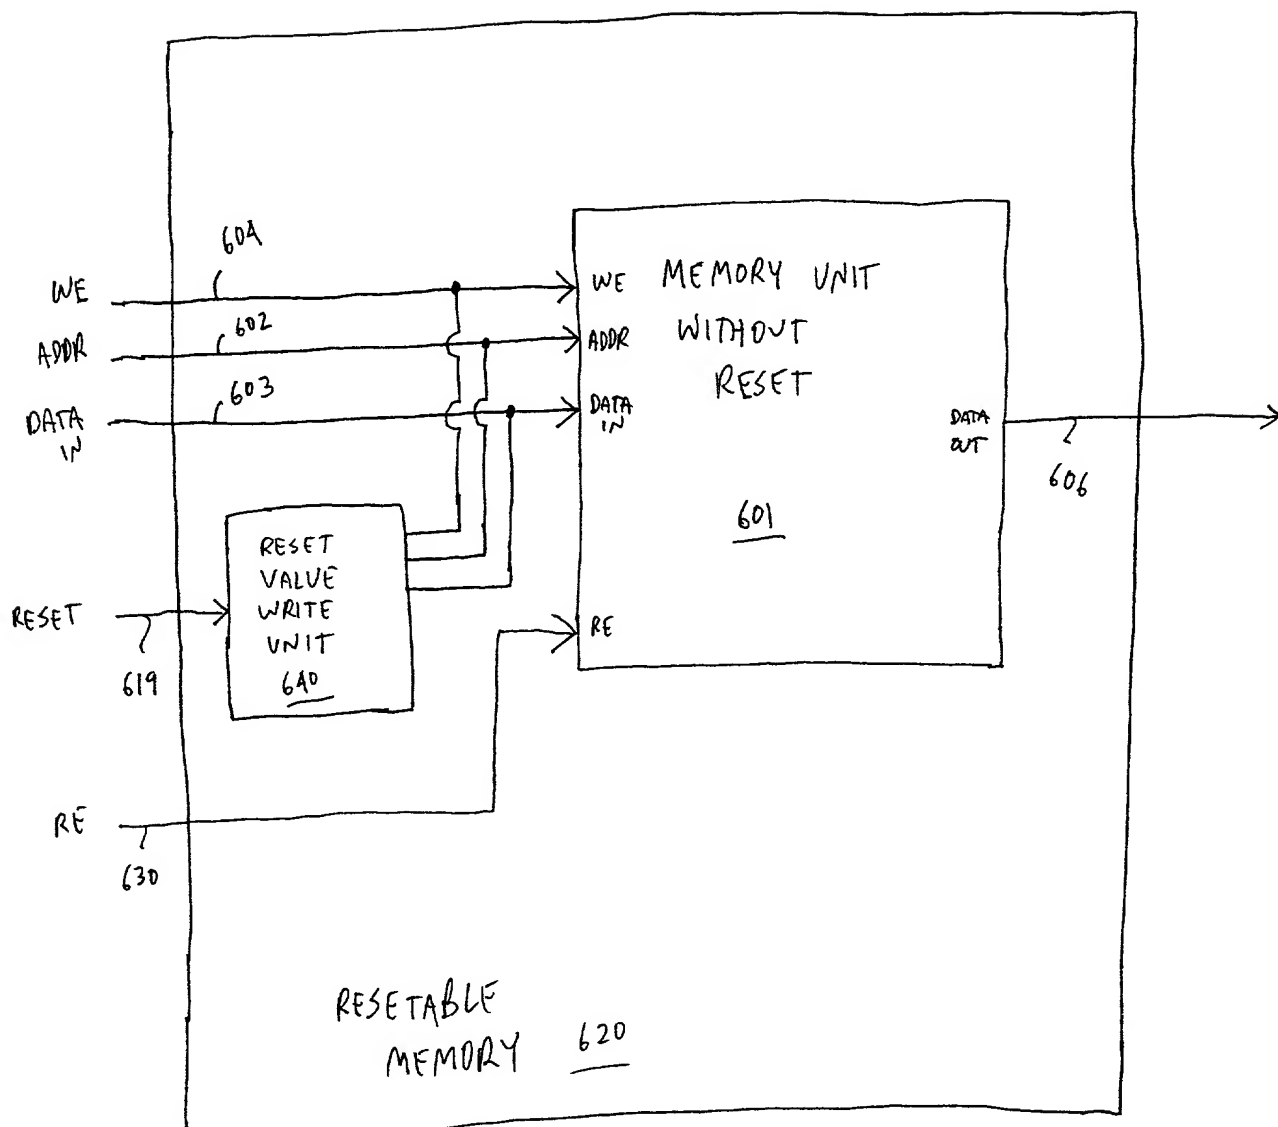 604
WE
WE MEMORY UNIT
602
ADDR
ADDR WITHOUT
RESET
603
DATA
IN
DATA
IN
DATA
OUT
606
601
RESET
VALUE
WRITE
UNIT
640
RESET
619
RE
RE
630
RESETABLE
MEMORY 620